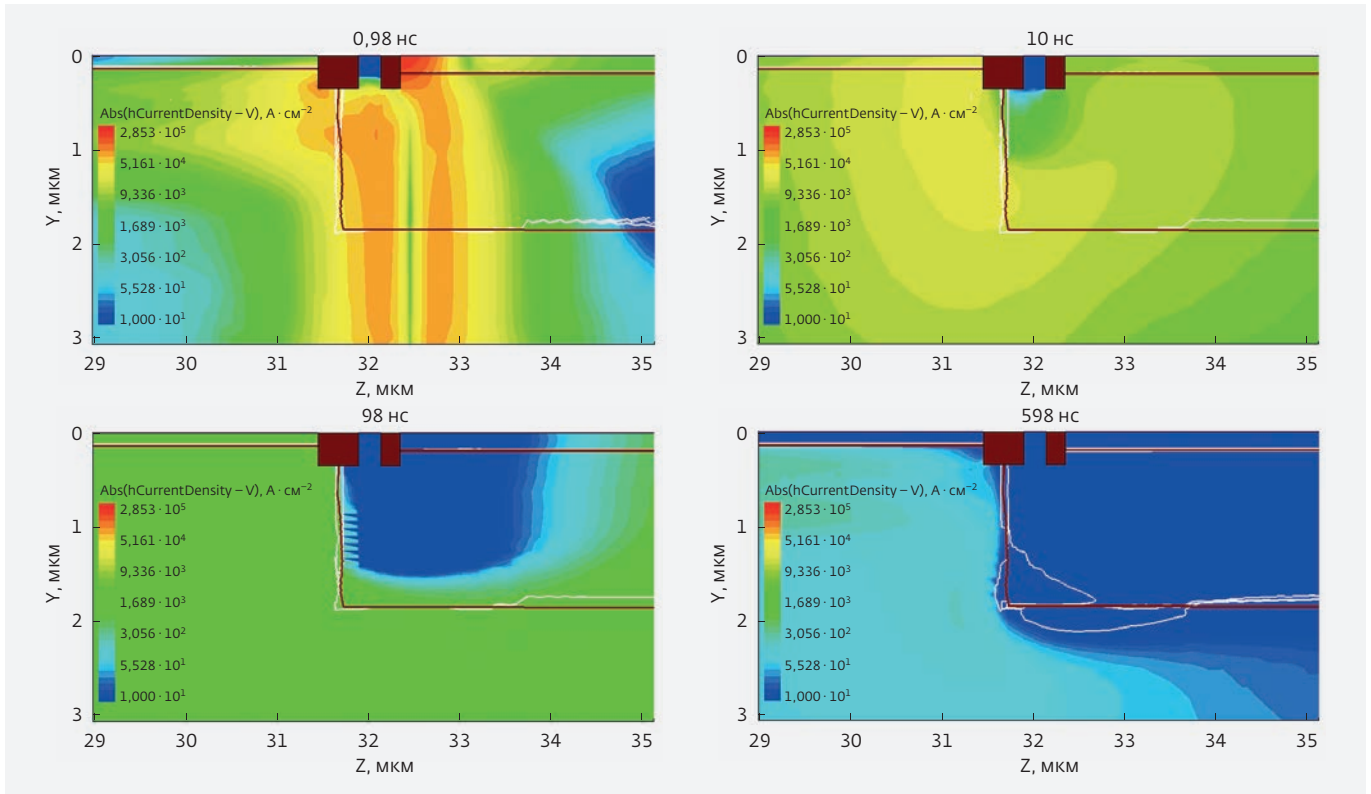 0,98 нс
0
1
2
3
Y, мкм
Abs(hCurrentDensity – V), А · см⁻²
2,853 · 10⁵
5,161 · 10⁴
9,336 · 10³
1,689 · 10³
3,056 · 10²
5,528 · 10¹
1,000 · 10¹
29 30 31 32 33 34 35
Z, мкм
10 нс
0
1
2
3
Y, мкм
Abs(hCurrentDensity – V), А · см⁻²
2,853 · 10⁵
5,161 · 10⁴
9,336 · 10³
1,689 · 10³
3,056 · 10²
5,528 · 10¹
1,000 · 10¹
29 30 31 32 33 34 35
Z, мкм
98 нс
0
1
2
3
Y, мкм
Abs(hCurrentDensity – V), А · см⁻²
2,853 · 10⁵
5,161 · 10⁴
9,336 · 10³
1,689 · 10³
3,056 · 10²
5,528 · 10¹
1,000 · 10¹
29 30 31 32 33 34 35
Z, мкм
598 нс
0
1
2
3
Y, мкм
Abs(hCurrentDensity – V), А · см⁻²
2,853 · 10⁵
5,161 · 10⁴
9,336 · 10³
1,689 · 10³
3,056 · 10²
5,528 · 10¹
1,000 · 10¹
29 30 31 32 33 34 35
Z, мкм